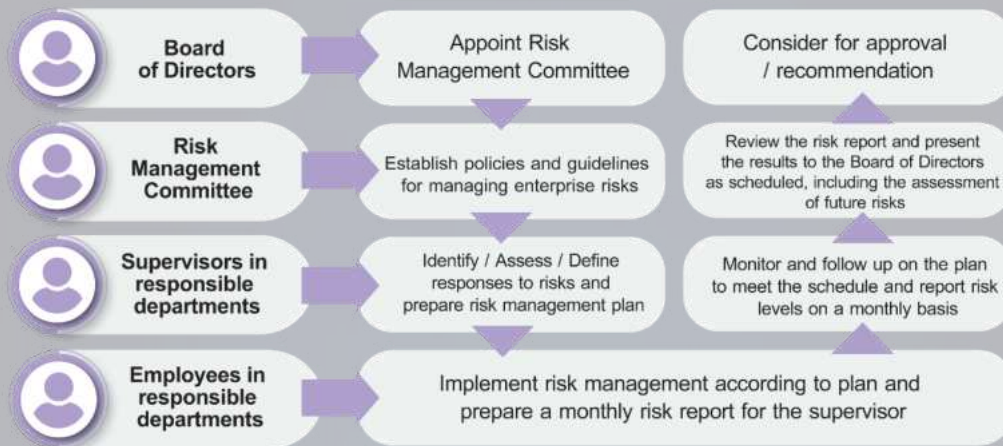 Board
of Directors
Appoint Risk
Management Committee
Consider for approval
/ recommendation
Risk
Management
Committee
Establish policies and guidelines
for managing enterprise risks
Review the risk report and present
the results to the Board of Directors
as scheduled, including the assessment
of future risks
Supervisors in
responsible
departments
Identify / Assess / Define
responses to risks and
prepare risk management plan
Monitor and follow up on the plan
to meet the schedule and report risk
levels on a monthly basis
Employees in
responsible
departments
Implement risk management according to plan and
prepare a monthly risk report for the supervisor